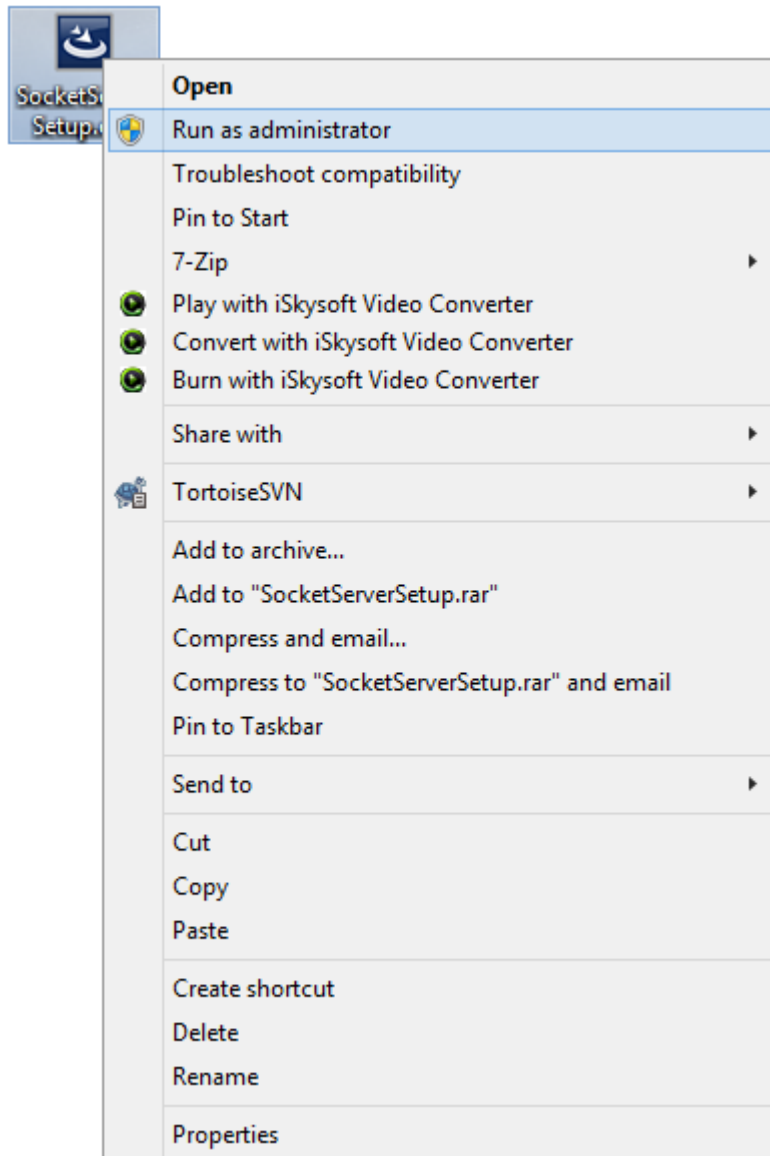 SocketS
Setup.
Open
Run as administrator
Troubleshoot compatibility
Pin to Start
7-Zip
Play with iSkysoft Video Converter
Convert with iSkysoft Video Converter
Burn with iSkysoft Video Converter
Share with
TortoiseSVN
Add to archive...
Add to "SocketServerSetup.rar"
Compress and email...
Compress to "SocketServerSetup.rar" and email
Pin to Taskbar
Send to
Cut
Copy
Paste
Create shortcut
Delete
Rename
Properties